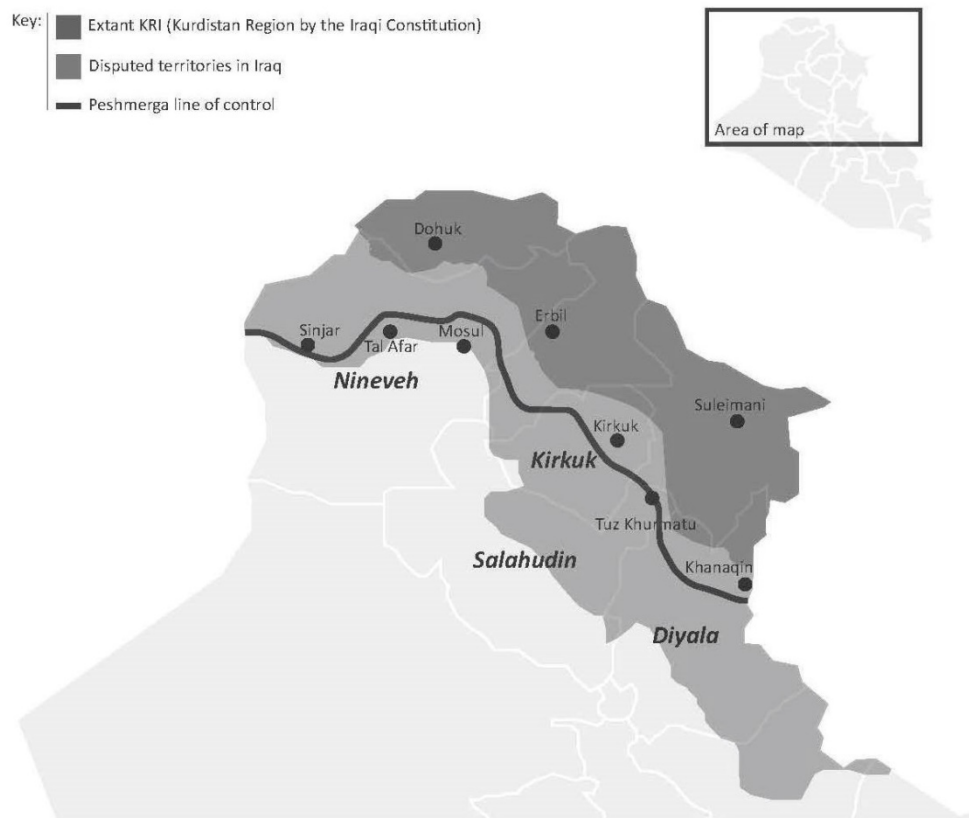 Key:
Extant KRI (Kurdistan Region by the Iraqi Constitution)
Disputed territories in Iraq
Peshmerga line of control
Area of map
Dohuk
Sinjar
Tal Afar
Mosul
Erbil
Nineveh
Suleimani
Kirkuk
Kirkuk
Tuz Khurmatu
Salahudin
Khanaqin
Diyala